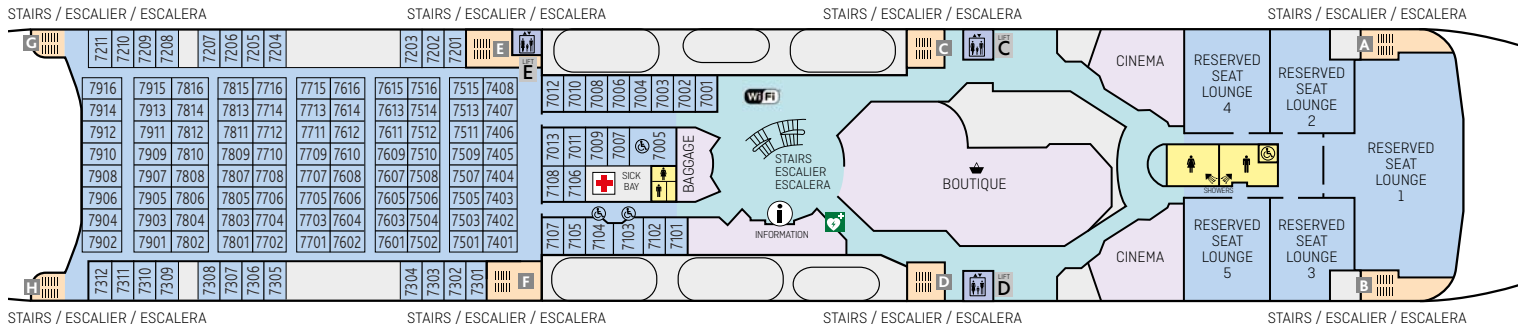 STAIRS / ESCALIER / ESCALERA STAIRS / ESCALIER / ESCALERA STAIRS / ESCALIER / ESCALERA STAIRS / ESCALIER / ESCALERA
G 7211 7210 7209 7208 7207 7206 7205 7204 7203 7202 7201 E C LIFT C A
LIFT
E
CINEMA
RESERVED
SEAT
LOUNGE
4
RESERVED
SEAT
LOUNGE
2
7916 7915 7816 7815 7716 7715 7616 7615 7516 7515 7408
7914 7913 7814 7813 7714 7713 7614 7613 7514 7513 7407
7912 7911 7812 7811 7712 7711 7612 7611 7512 7511 7406
7910 7909 7810 7809 7710 7709 7610 7609 7510 7509 7405
7908 7907 7808 7807 7708 7707 7608 7607 7508 7507 7404
7906 7905 7806 7805 7706 7705 7606 7605 7506 7505 7403
7904 7903 7804 7803 7704 7703 7604 7603 7504 7503 7402
7902 7901 7802 7801 7702 7701 7602 7601 7502 7501 7401
7012 7010 7008 7006 7004 7003 7002 7001
WiFi
7013 7011 7009 7007 7005
BAGGAGE
7108 7106
SICK
BAY
STAIRS
ESCALIER
ESCALERA
BOUTIQUE
SHOWERS
RESERVED
SEAT
LOUNGE
1
i
INFORMATION
7107 7105 7104 7103 7102 7101
CINEMA
RESERVED
SEAT
LOUNGE
5
RESERVED
SEAT
LOUNGE
3
H 7312 7311 7310 7309 7308 7307 7306 7305 7304 7303 7302 7301 F D LIFT D B
STAIRS / ESCALIER / ESCALERA STAIRS / ESCALIER / ESCALERA STAIRS / ESCALIER / ESCALERA STAIRS / ESCALIER / ESCALERA